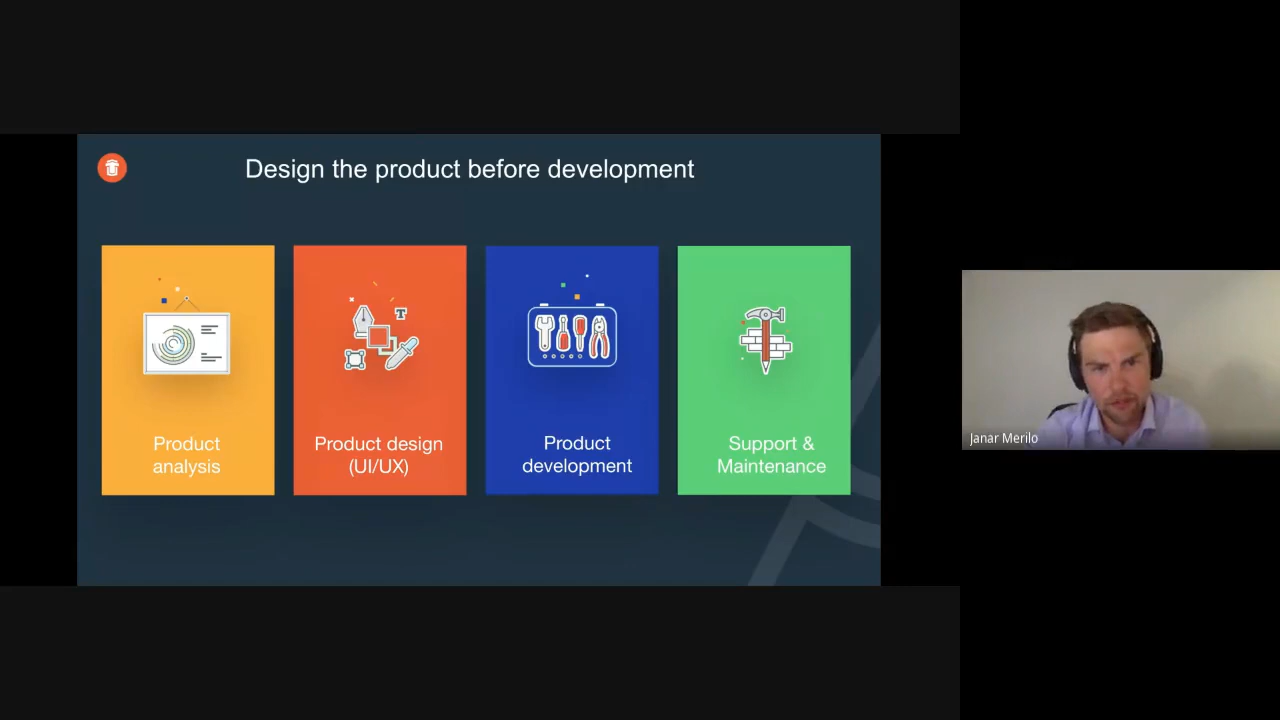 Design the product before development
T
Product
analysis
Product design
(UI/UX)
Product
development
Support &
Maintenance
Janar Merilo